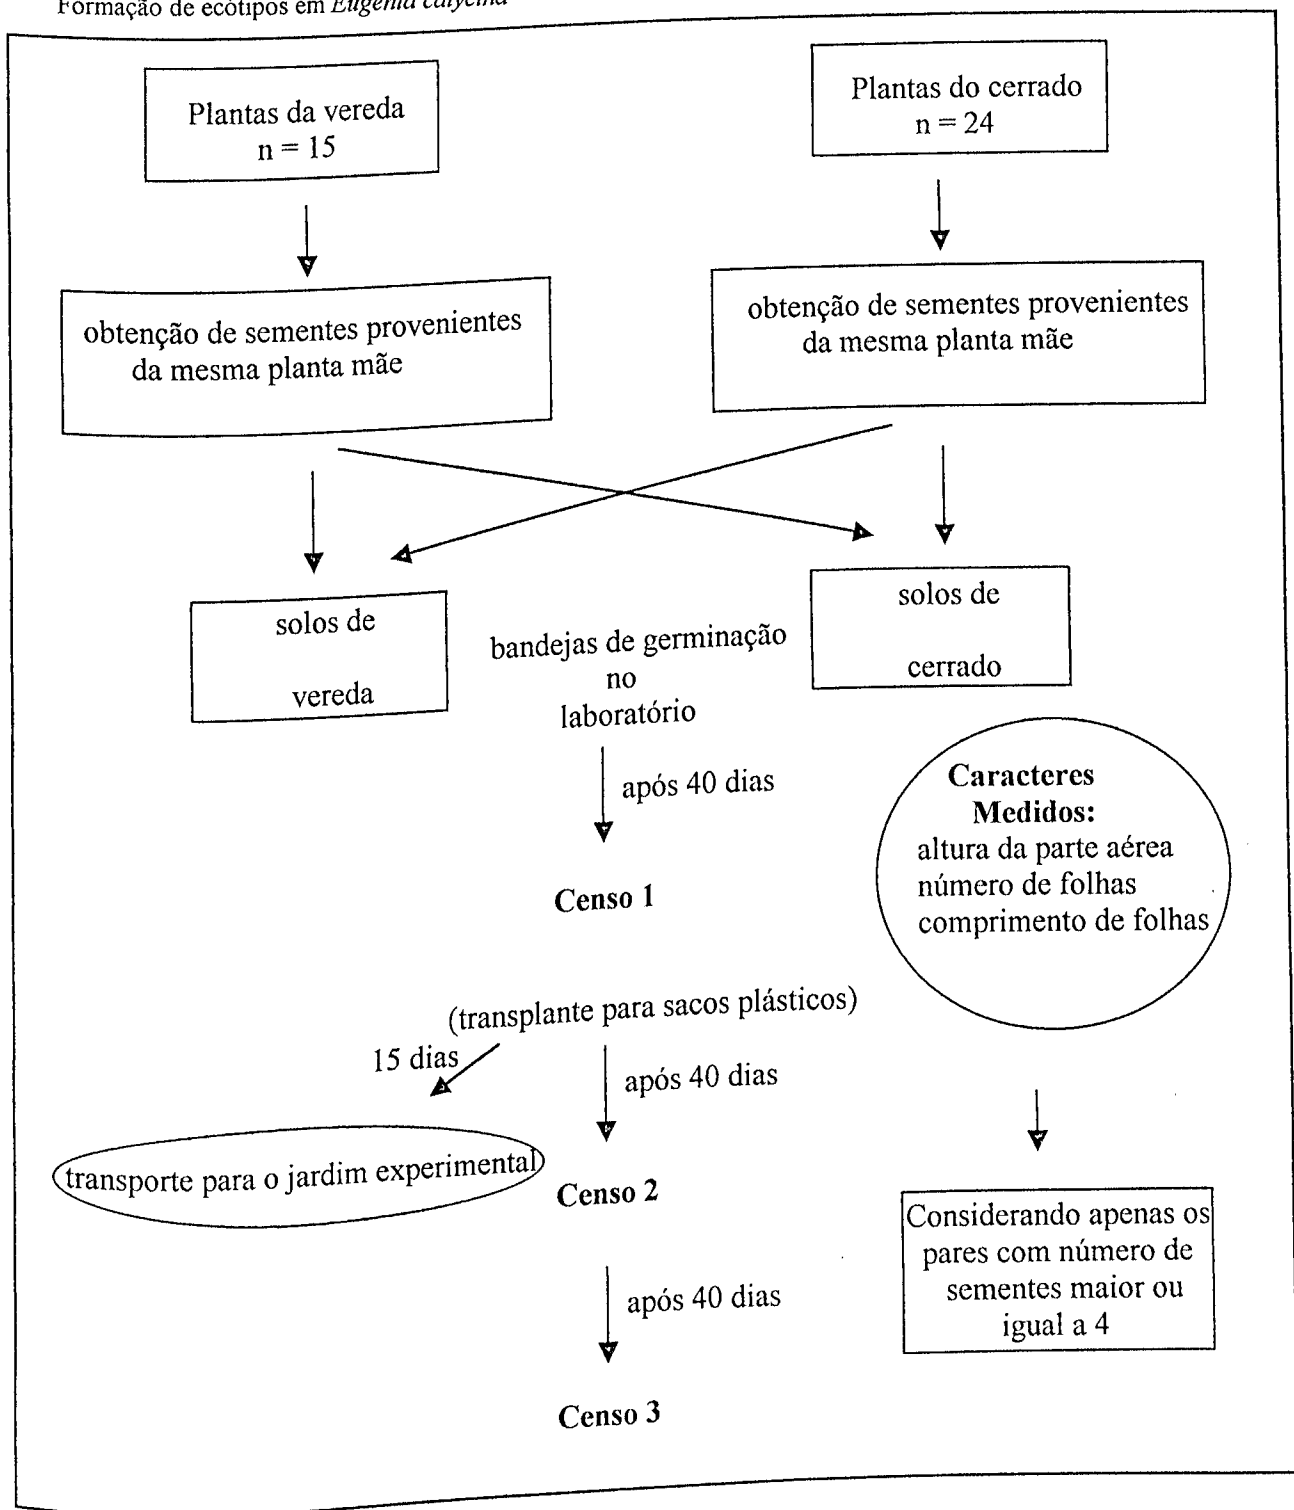 Formação de ecótipos em Eugenia calycina
Plantas da vereda
n = 15
Plantas do cerrado
n = 24
obtenção de sementes provenientes
da mesma planta mãe
obtenção de sementes provenientes
da mesma planta mãe
solos de
vereda
bandejas de germinação
no
laboratório
solos de
cerrado
após 40 dias
Caracteres
Medidos:
altura da parte aérea
número de folhas
comprimento de folhas
Censo 1
(transplante para sacos plásticos)
15 dias
após 40 dias
transporte para o jardim experimental
Censo 2
Considerando apenas os
pares com número de
sementes maior ou
igual a 4
após 40 dias
Censo 3